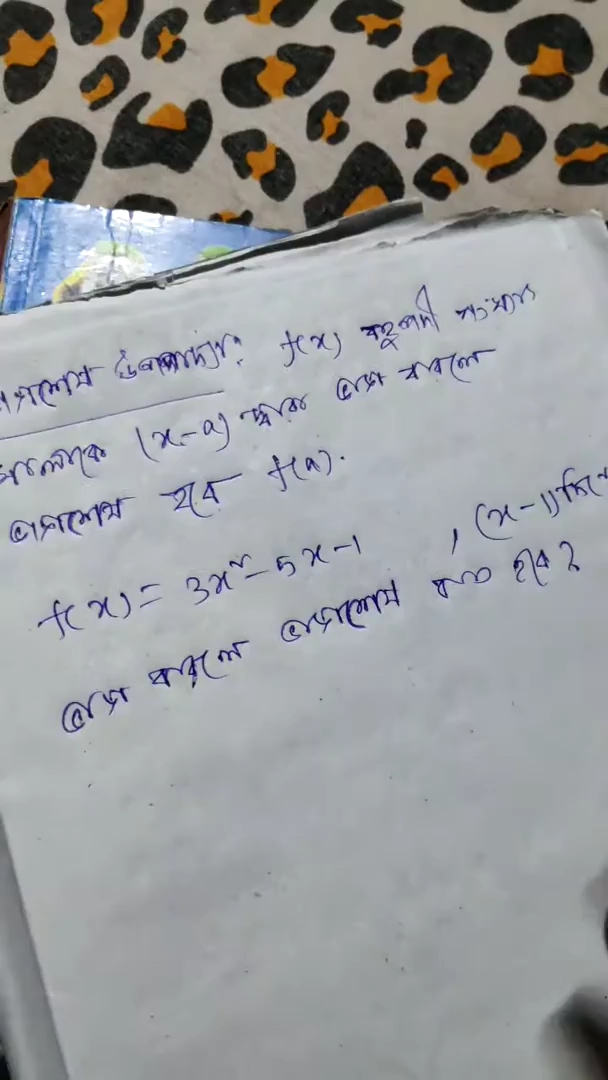 ভাগশেষ উপপাদ্য: f(x) বহুপদী সংখ্যার
মালাকে (x-a) দ্বারা ভাগ করলে
ভাগশেষ হবে f(a).
f(x) = 3x² - 5x - 1 , (x-1) দিয়ে
ভাগ করলে ভাগশেষ কত হবে?